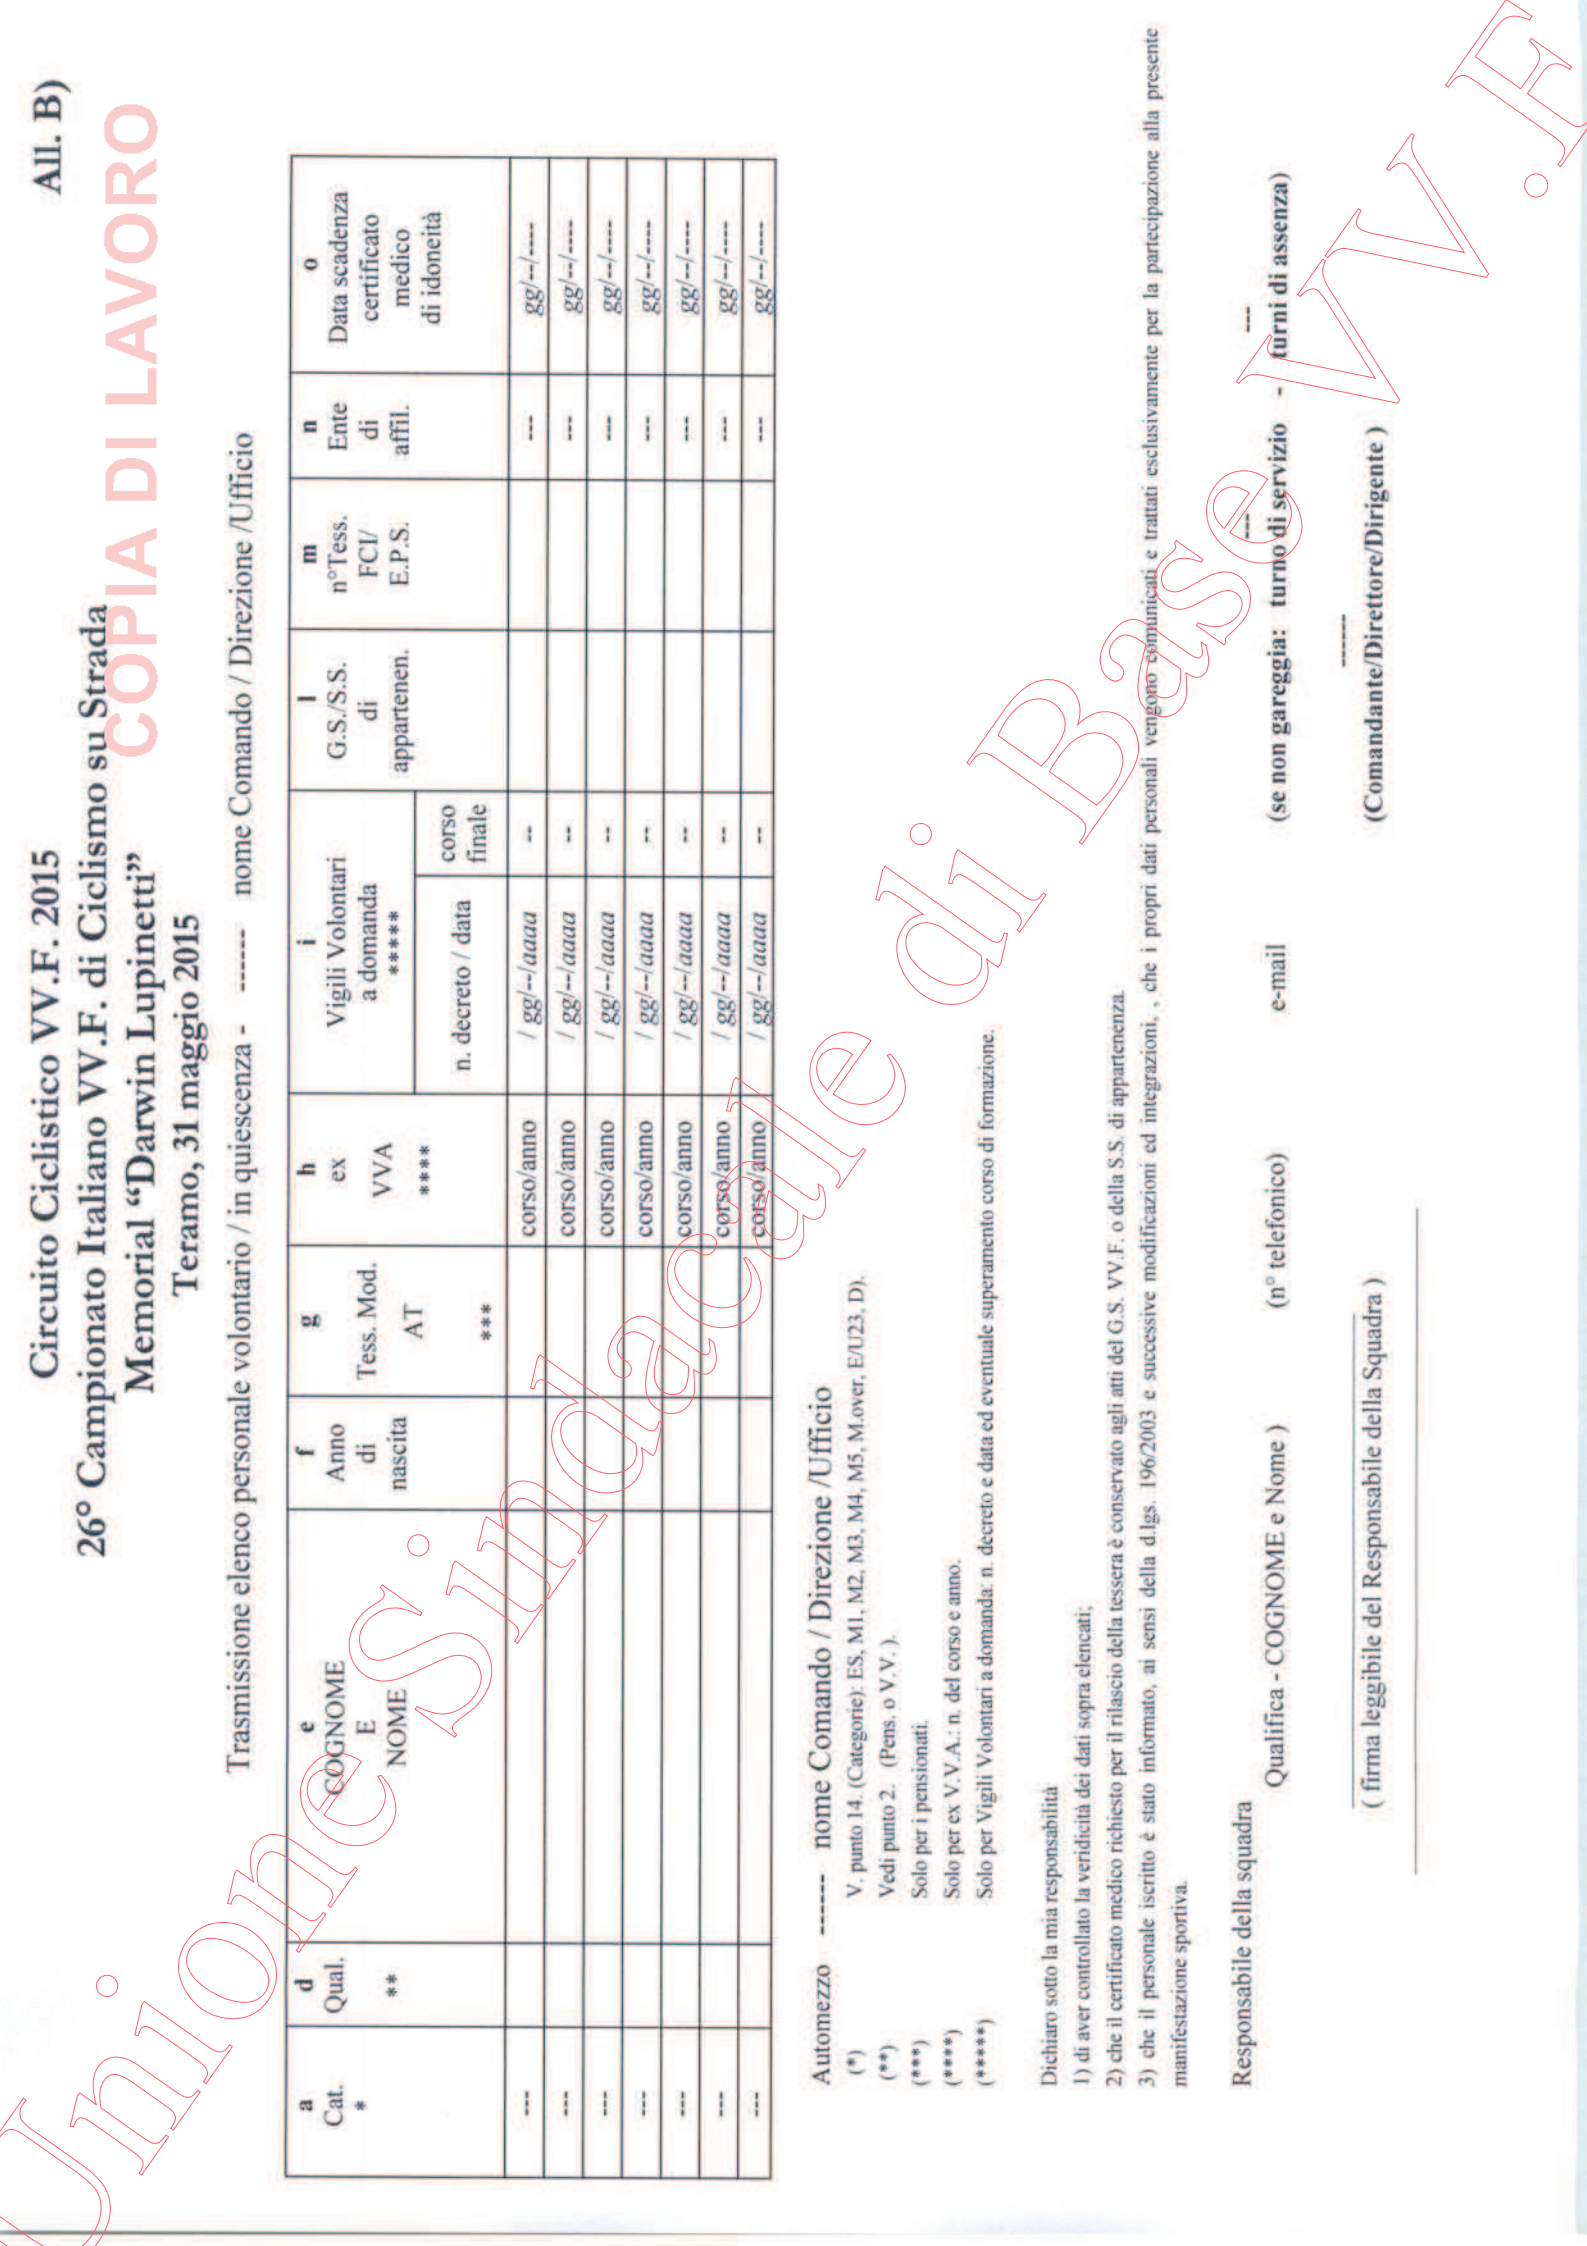 All. B)
Circuito Ciclistico VV.F. 2015
26° Campionato Italiano VV.F. di Ciclismo su Strada
Memorial “Darwin Lupinetti”
Teramo, 31 maggio 2015
COPIA DI LAVORO
Trasmissione elenco personale volontario / in quiescenza - ------ nome Comando / Direzione /Ufficio
a d e f g h i l m n o
Cat. Qual. COGNOME Anno Tess. Mod. ex Vigili Volontari G.S./S.S. n°Tess. Ente Data scadenza
* ** E di AT VVA a domanda di FCI/ di certificato
NOME nascita *** **** ***** appartenen. E.P.S. affil. medico
di idoneità
n. decreto / data corso
finale
--- corso/anno / gg/--/aaaa -- --- gg/--/----
--- corso/anno / gg/--/aaaa -- --- gg/--/----
--- corso/anno / gg/--/aaaa -- --- gg/--/----
--- corso/anno / gg/--/aaaa -- --- gg/--/----
--- corso/anno / gg/--/aaaa -- --- gg/--/----
--- corso/anno / gg/--/aaaa -- --- gg/--/----
--- corso/anno / gg/--/aaaa -- --- gg/--/----
Automezzo ------ nome Comando / Direzione /Ufficio
(*) V. punto 14. (Categorie): ES, M1, M2, M3, M4, M5, M.over, E/U23, D).
(**) Vedi punto 2. (Pens. o V.V. ).
(***) Solo per i pensionati.
(****) Solo per ex V.V.A.: n. del corso e anno.
(*****) Solo per Vigili Volontari a domanda: n. decreto e data ed eventuale superamento corso di formazione.
Dichiaro sotto la mia responsabilità
1) di aver controllato la veridicità dei dati sopra elencati;
2) che il certificato medico richiesto per il rilascio della tessera è conservato agli atti del G.S. VV.F. o della S.S. di appartenenza.
3) che il personale iscritto è stato informato, ai sensi della d.lgs. 196/2003 e successive modificazioni ed integrazioni, , che i propri dati personali vengono comunicati e trattati esclusivamente per la partecipazione alla presente
manifestazione sportiva.
Responsabile della squadra --- ---
Qualifica - COGNOME e Nome ) (n° telefonico) e-mail (se non gareggia: turno di servizio - turni di assenza)
------
( firma leggibile del Responsabile della Squadra ) (Comandante/Direttore/Dirigente )
Unione Sindacale di Base VV.F